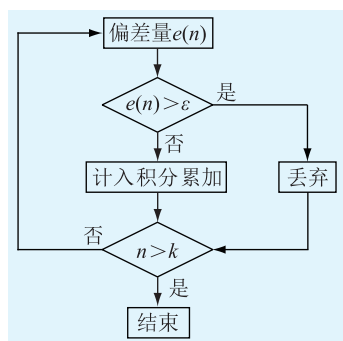 偏差量e(n)
e(n)>ε
是
否
计入积分累加
丢弃
否
n>k
是
结束